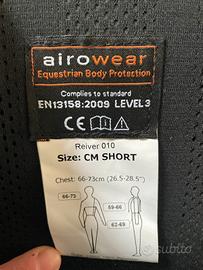 airowear
Equestrian Body Protection
Complies to standard
EN13158:2009 LEVEL 3
CE
Reiver 010
Size: CM SHORT
Chest: 66-73cm (26.5-28.5")
66-73
59-66
62-69
subito